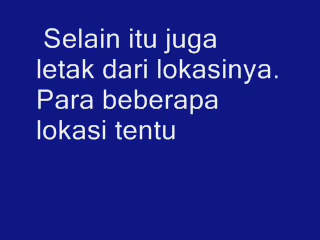 Selain itu juga
letak dari lokasinya.
Para beberapa
lokasi tentu